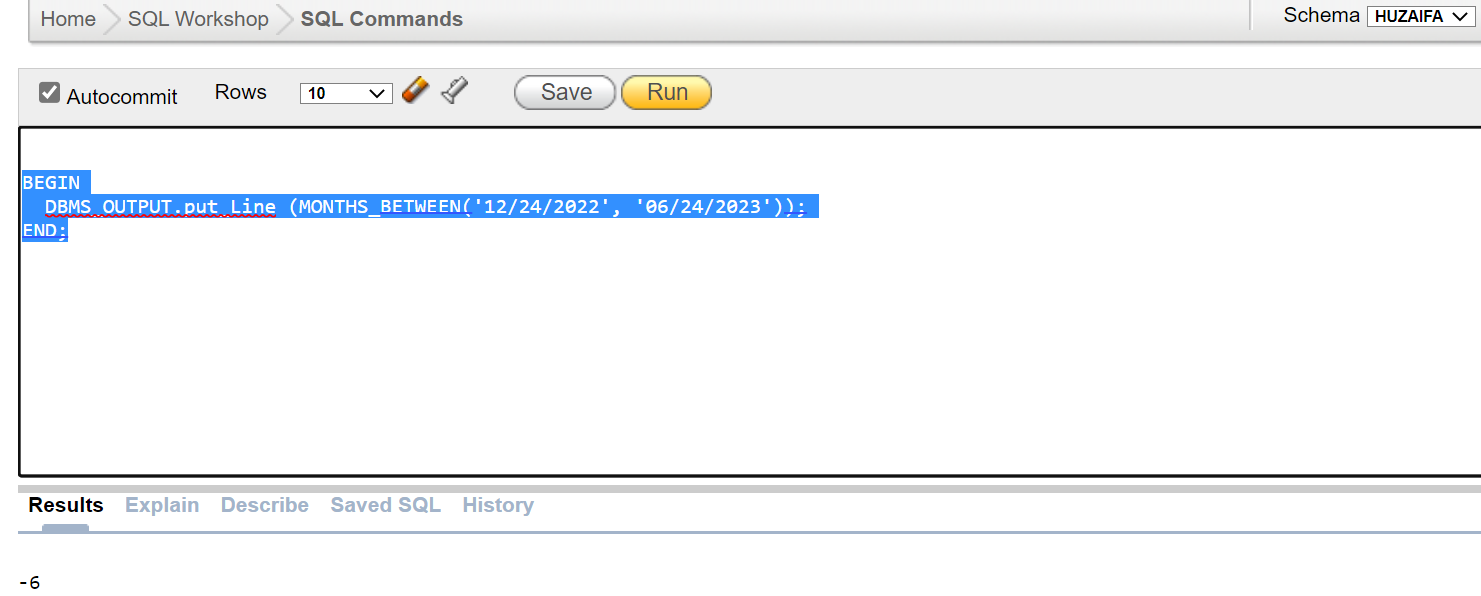 Home SQL Workshop SQL Commands Schema HUZAIFA
Autocommit Rows 10 Save Run
BEGIN
DBMS_OUTPUT.put_Line (MONTHS_BETWEEN('12/24/2022', '06/24/2023'));
END;
Results Explain Describe Saved SQL History
-6